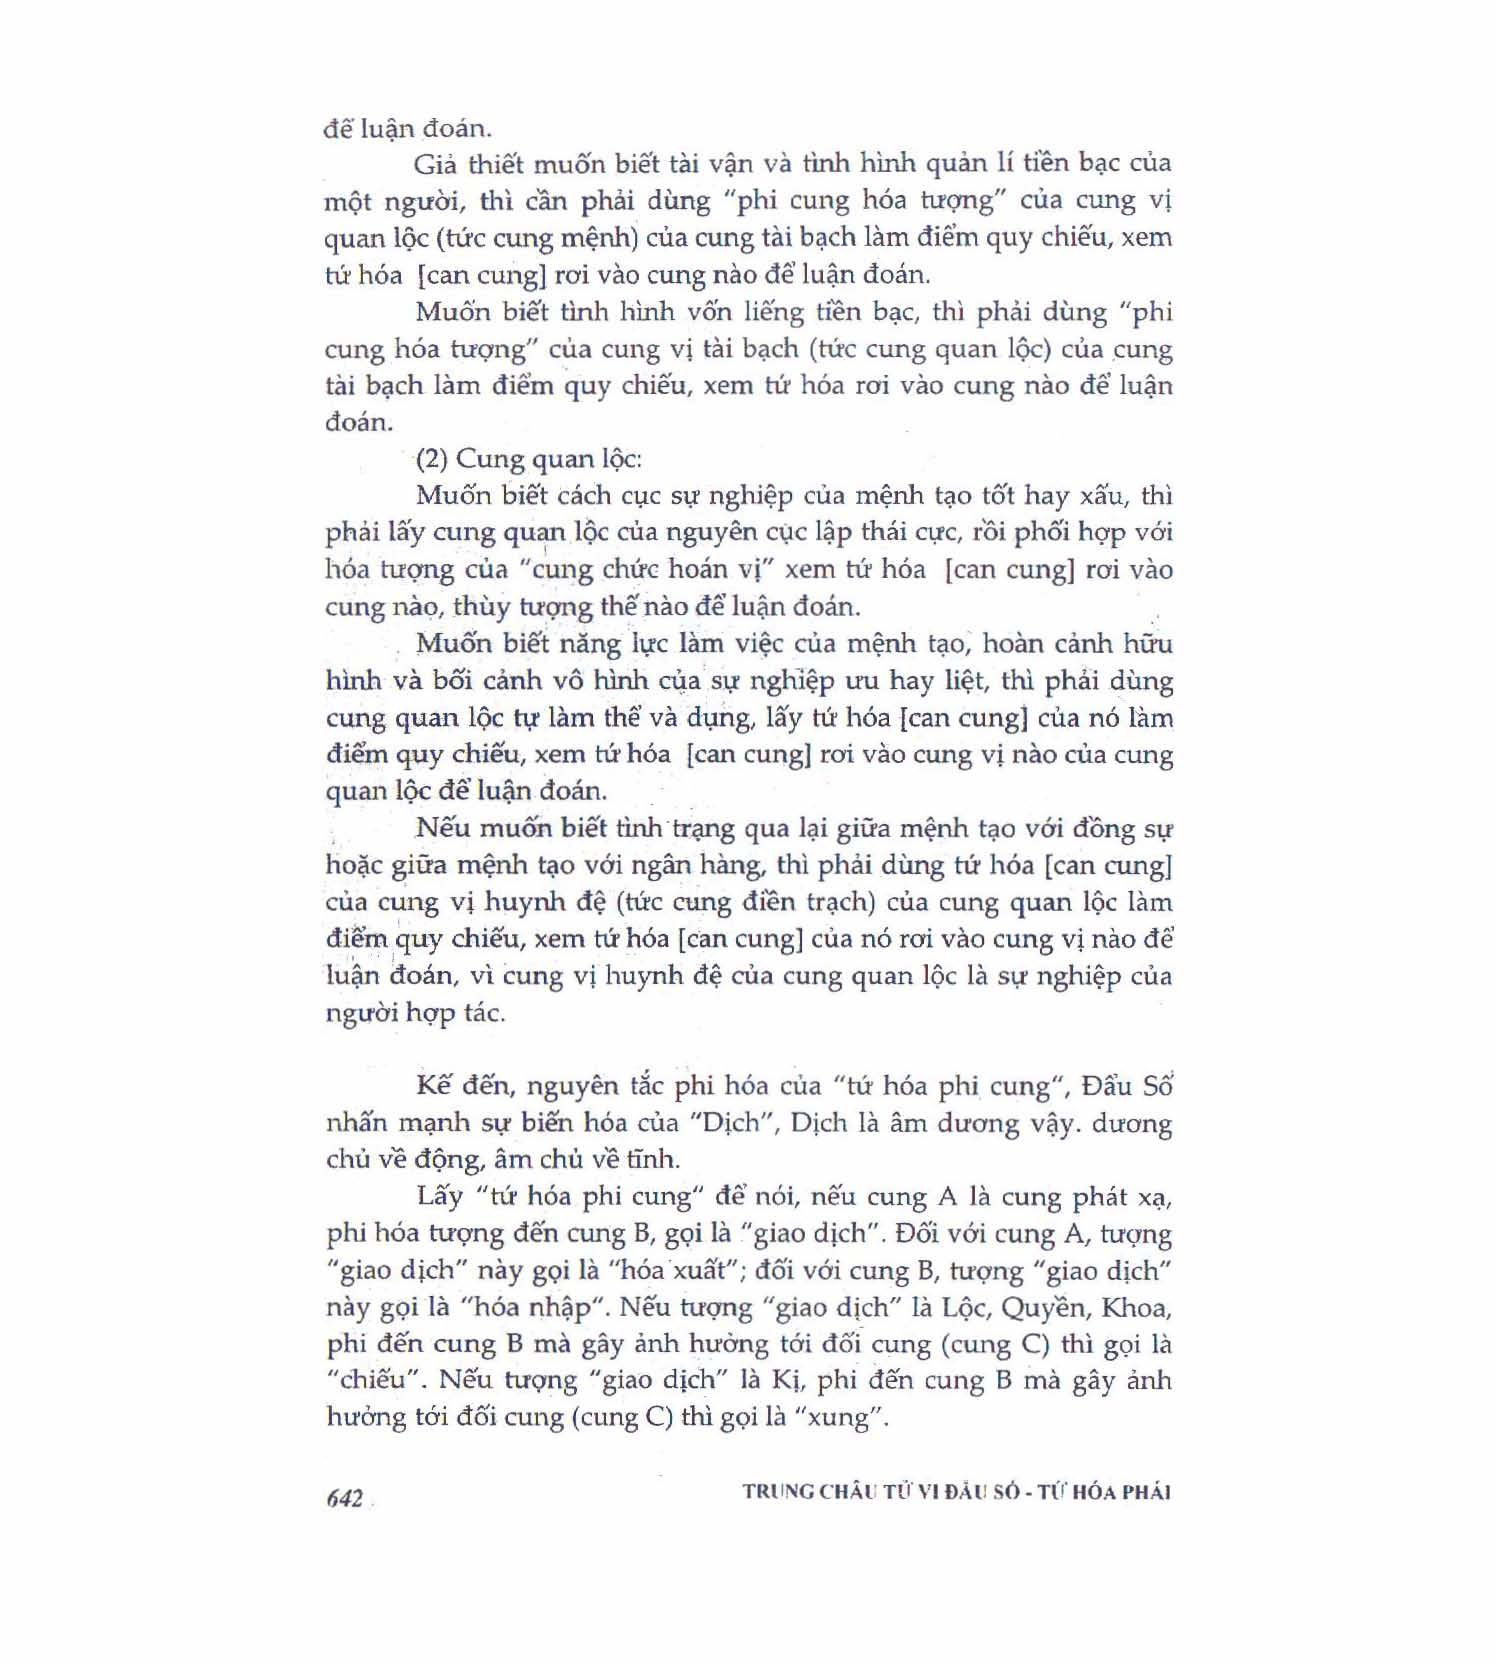 để luận đoán.
Giả thiết muốn biết tài vận và tình hình quản lí tiền bạc của
một người, thì cần phải dùng "phi cung hóa tượng" của cung vị
quan lộc (tức cung mệnh) của cung tài bạch làm điểm quy chiếu, xem
tứ hóa [can cung] rơi vào cung nào để luận đoán.
Muốn biết tình hình vốn liếng tiền bạc, thì phải dùng "phi
cung hóa tượng" của cung vị tài bạch (tức cung quan lộc) của cung
tài bạch làm điểm quy chiếu, xem tứ hóa rơi vào cung nào để luận
đoán.
(2) Cung quan lộc:
Muốn biết cách cục sự nghiệp của mệnh tạo tốt hay xấu, thì
phải lấy cung quan lộc của nguyên cục lập thái cực, rồi phối hợp với
hóa tượng của "cung chức hoán vị" xem tứ hóa [can cung] rơi vào
cung nào, thùy tượng thế nào để luận đoán.
Muốn biết năng lực làm việc của mệnh tạo, hoàn cảnh hữu
hình và bối cảnh vô hình của sự nghiệp ưu hay liệt, thì phải dùng
cung quan lộc tự làm thể và dụng, lấy tứ hóa [can cung] của nó làm
điểm quy chiếu, xem tứ hóa [can cung] rơi vào cung vị nào của cung
quan lộc để luận đoán.
Nếu muốn biết tình trạng qua lại giữa mệnh tạo với đồng sự
hoặc giữa mệnh tạo với ngân hàng, thì phải dùng tứ hóa [can cung]
của cung vị huynh đệ (tức cung điền trạch) của cung quan lộc làm
điểm quy chiếu, xem tứ hóa [can cung] của nó rơi vào cung vị nào để
luận đoán, vì cung vị huynh đệ của cung quan lộc là sự nghiệp của
người hợp tác.
Kế đến, nguyên tắc phi hóa của "tứ hóa phi cung", Đẩu Số
nhấn mạnh sự biến hóa của "Dịch", Dịch là âm dương vậy. dương
chủ về động, âm chủ về tĩnh.
Lấy "tứ hóa phi cung" để nói, nếu cung A là cung phát xạ,
phi hóa tượng đến cung B, gọi là "giao dịch". Đối với cung A, tượng
"giao dịch" này gọi là "hóa xuất"; đối với cung B, tượng "giao dịch"
này gọi là "hóa nhập". Nếu tượng "giao dịch" là Lộc, Quyền, Khoa,
phi đến cung B mà gây ảnh hưởng tới đối cung (cung C) thì gọi là
"chiếu". Nếu tượng "giao dịch" là Kị, phi đến cung B mà gây ảnh
hưởng tới đối cung (cung C) thì gọi là "xung".
642 TRUNG CHÂU TỬ VI ĐẨU SỐ - TỨ HÓA PHÁI